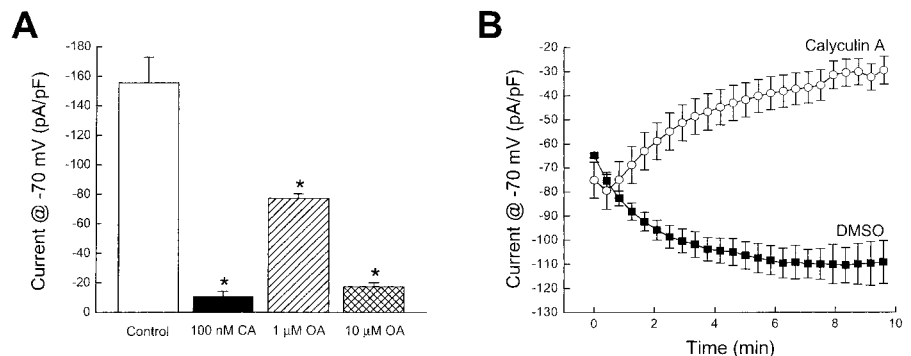 A
Current @ -70 mV (pA/pF)
-180
-160
-140
-120
-100
-80
-60
-40
-20
0
*
*
*
Control
100 nM CA
1 μM OA
10 μM OA
B
Current @ -70 mV (pA/pF)
-20
-30
-40
-50
-60
-70
-80
-90
-100
-110
-120
-130
Calyculin A
DMSO
0
2
4
6
8
10
Time (min)